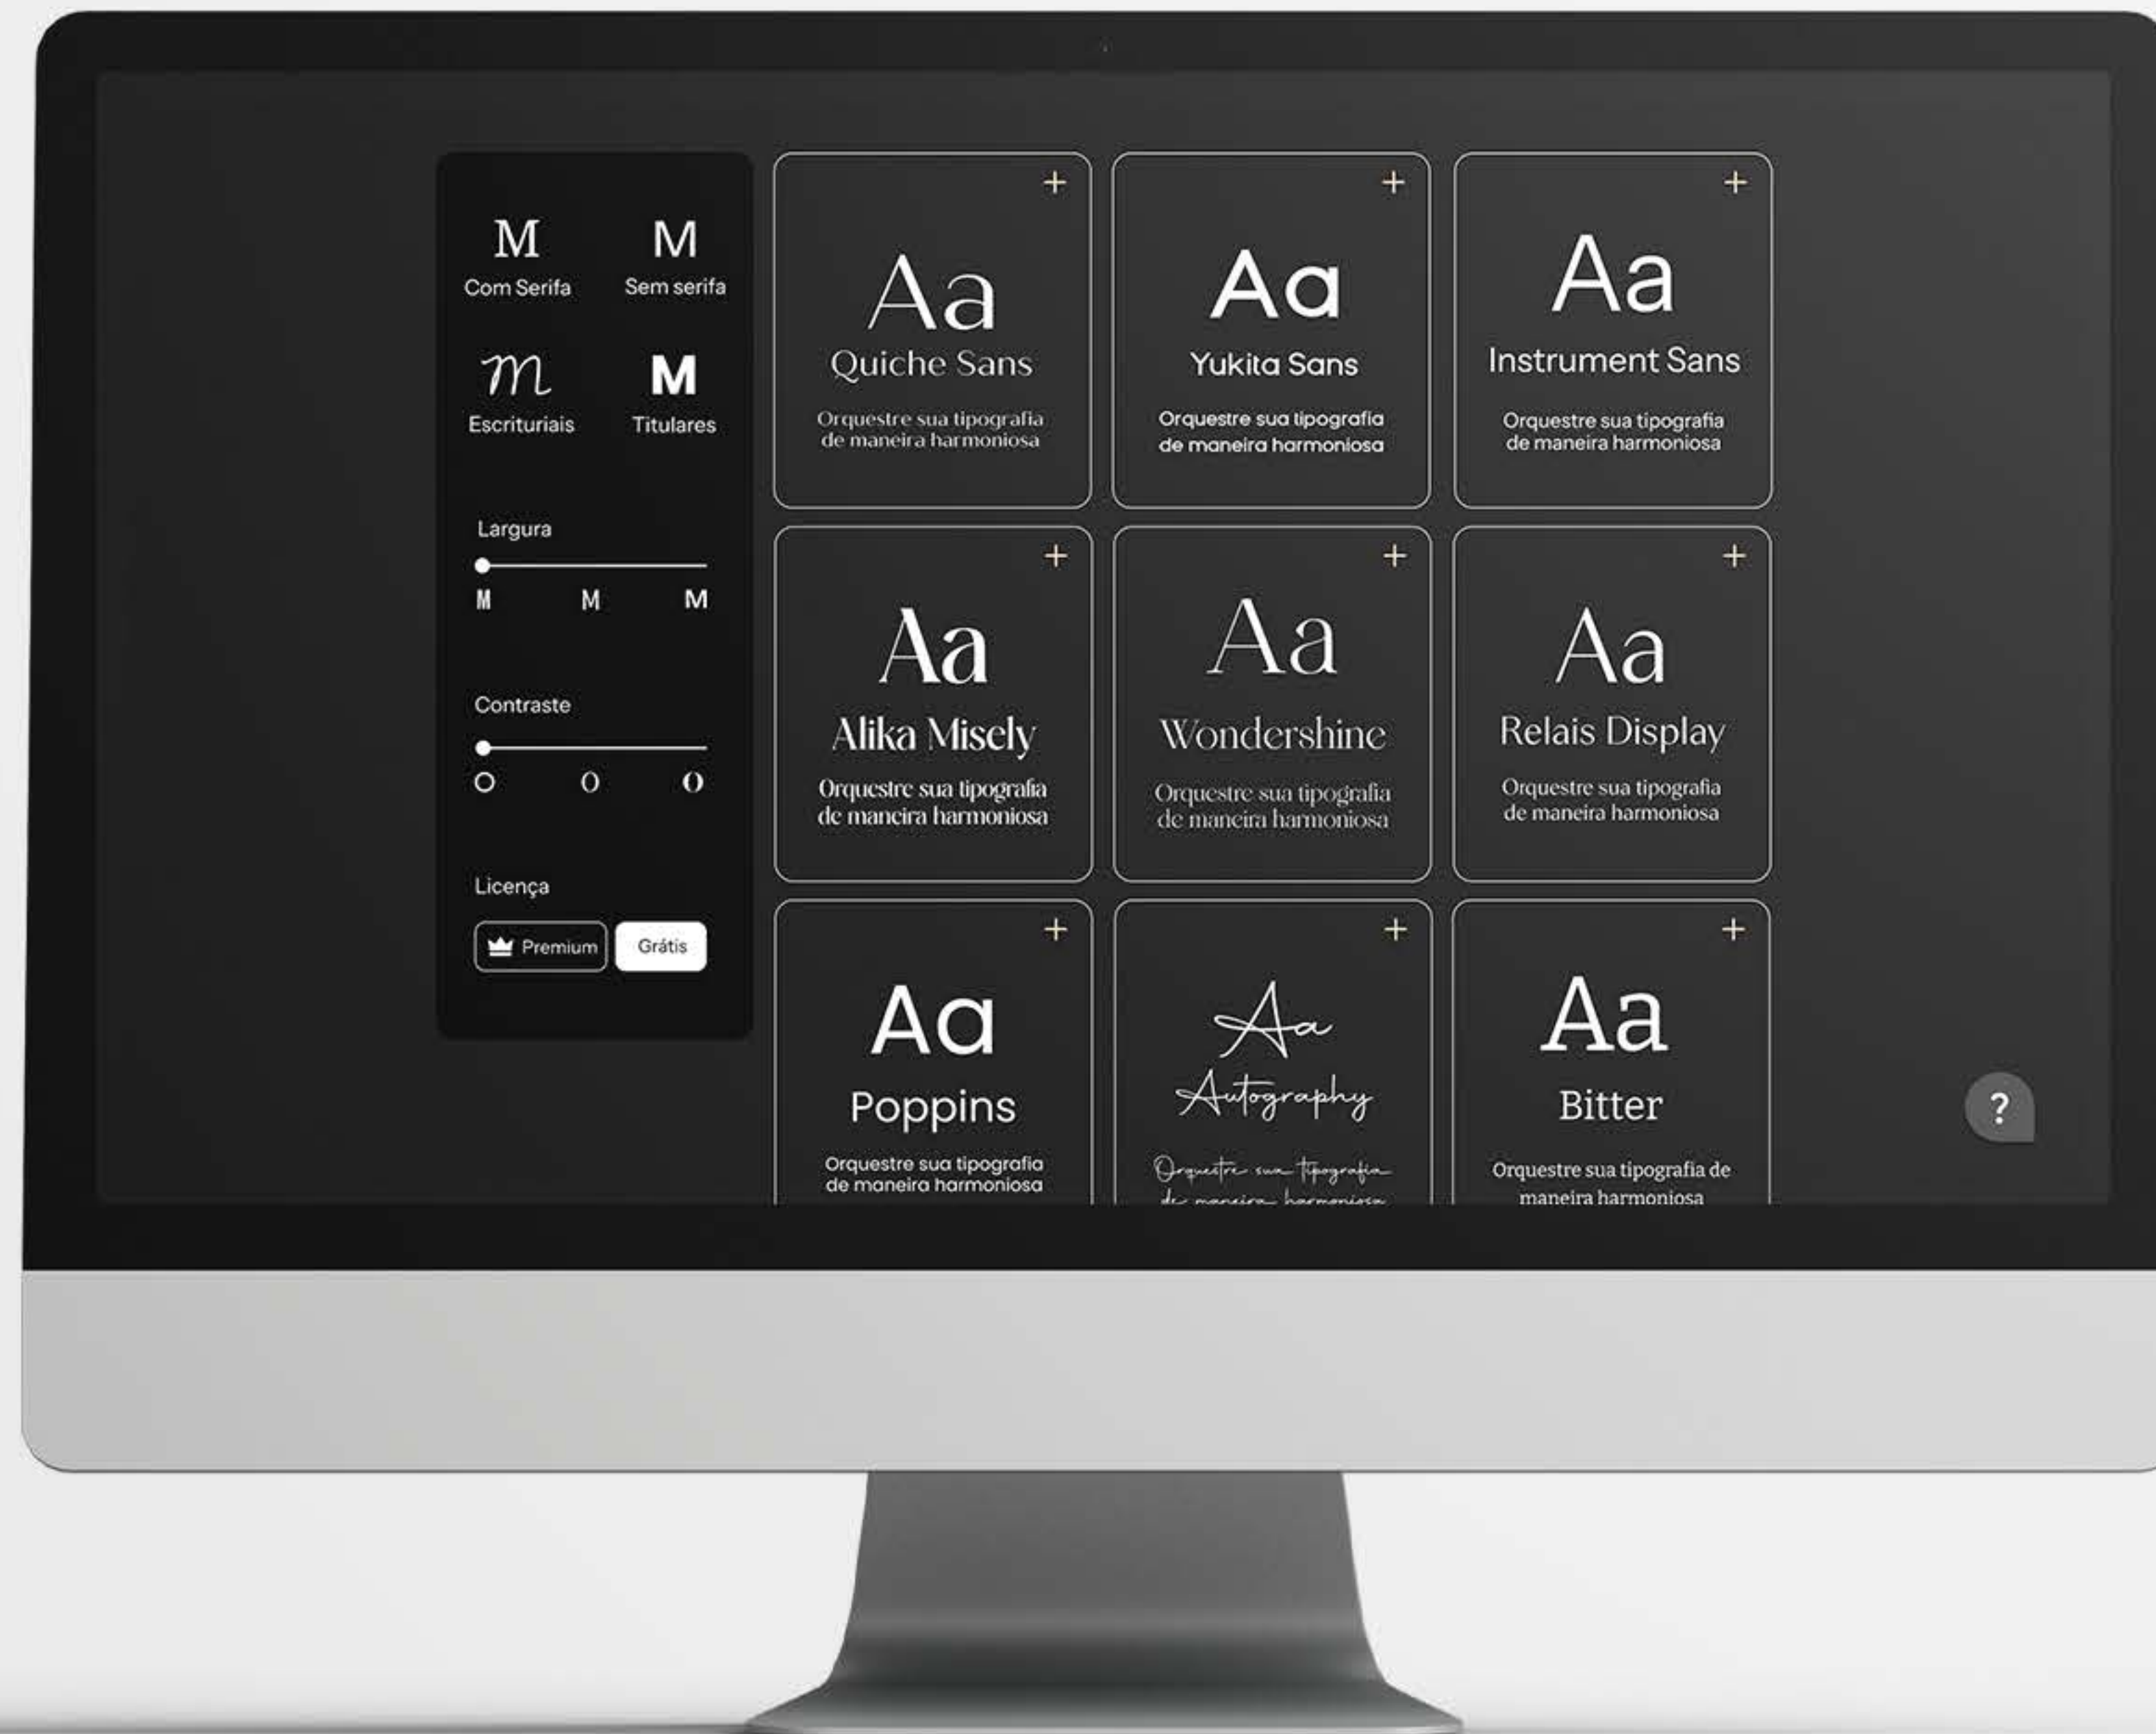 M M
Com Serifa Sem serifa
m M
Escrituriais Titulares
Largura
M M M
Contraste
O O O
Licença
Premium Grátis
+
Aa
Quiche Sans
Orquestre sua tipografia
de maneira harmoniosa
+
Aa
Yukita Sans
Orquestre sua tipografia
de maneira harmoniosa
+
Aa
Instrument Sans
Orquestre sua tipografia
de maneira harmoniosa
+
Aa
Alika Misely
Orquestre sua tipografia
de maneira harmoniosa
+
Aa
Wondershine
Orquestre sua tipografia
de maneira harmoniosa
+
Aa
Relais Display
Orquestre sua tipografia
de maneira harmoniosa
+
Aa
Poppins
Orquestre sua tipografia
de maneira harmoniosa
+
Aa
Autography
Orquestre sua tipografia
de maneira harmoniosa
+
Aa
Bitter
Orquestre sua tipografia de
maneira harmoniosa
?